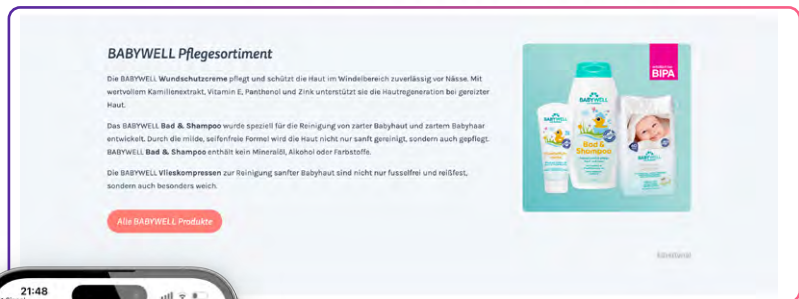 BABYWELL Pflegesortiment
Die BABYWELL Wundschutzcreme pflegt und schützt die Haut im Windelbereich zuverlässig vor Nässe. Mit
wertvollem Kamillenextrakt, Vitamin E, Panthenol und Zink unterstützt sie die Hautregeneration bei gereizter
Haut.
Das BABYWELL Bad & Shampoo wurde speziell für die Reinigung von zarter Babyhaut und zartem Babyhaar
entwickelt. Durch die milde, seifenfreie Formel wird die Haut nicht nur sanft gereinigt, sondern auch gepflegt.
BABYWELL Bad & Shampoo enthält kein Mineralöl, Alkohol oder Farbstoffe.
Die BABYWELL Vlieskompressen zur Reinigung sanfter Babyhaut sind nicht nur fusselfrei und reißfest,
sondern auch besonders weich.
Alle BABYWELL Produkte
BIPA
BABYWELL
BABYWELL
Bad &
Shampoo
BABYWELL
21:48